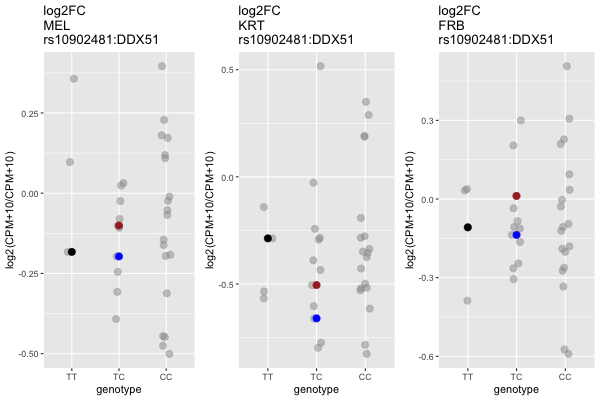 log2FC
MEL
rs10902481:DDX51
log2(CPM+10/CPM+10)
0.25
0.00
-0.25
-0.50
TT TC CC
genotype
log2FC
KRT
rs10902481:DDX51
log2(CPM+10/CPM+10)
0.5
0.0
-0.5
TT TC CC
genotype
log2FC
FRB
rs10902481:DDX51
log2(CPM+10/CPM+10)
0.3
0.0
-0.3
-0.6
TT TC CC
genotype